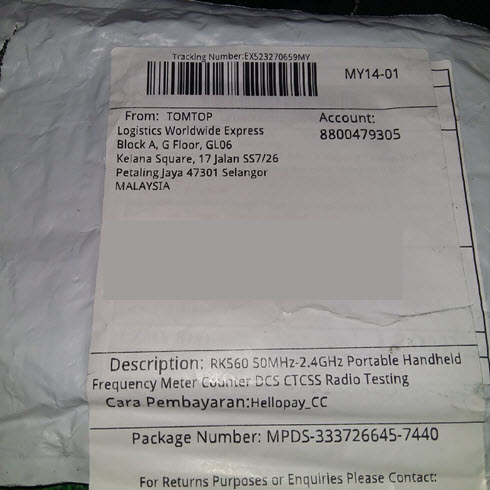 Tracking Number:EX523270659MY
MY14-01
From: TOMTOP
Account:
Logistics Worldwide Express
8800479305
Block A, G Floor, GL06
Kelana Square, 17 Jalan SS7/26
Petaling Jaya 47301 Selangor
MALAYSIA
Description: RK560 50MHz-2.4GHz Portable Handheld
Frequency Meter Counter DCS CTCSS Radio Testing
Cara Pembayaran:Hellopay_CC
Package Number: MPDS-333726645-7440
For Returns Purposes or Enquiries Please Contact: